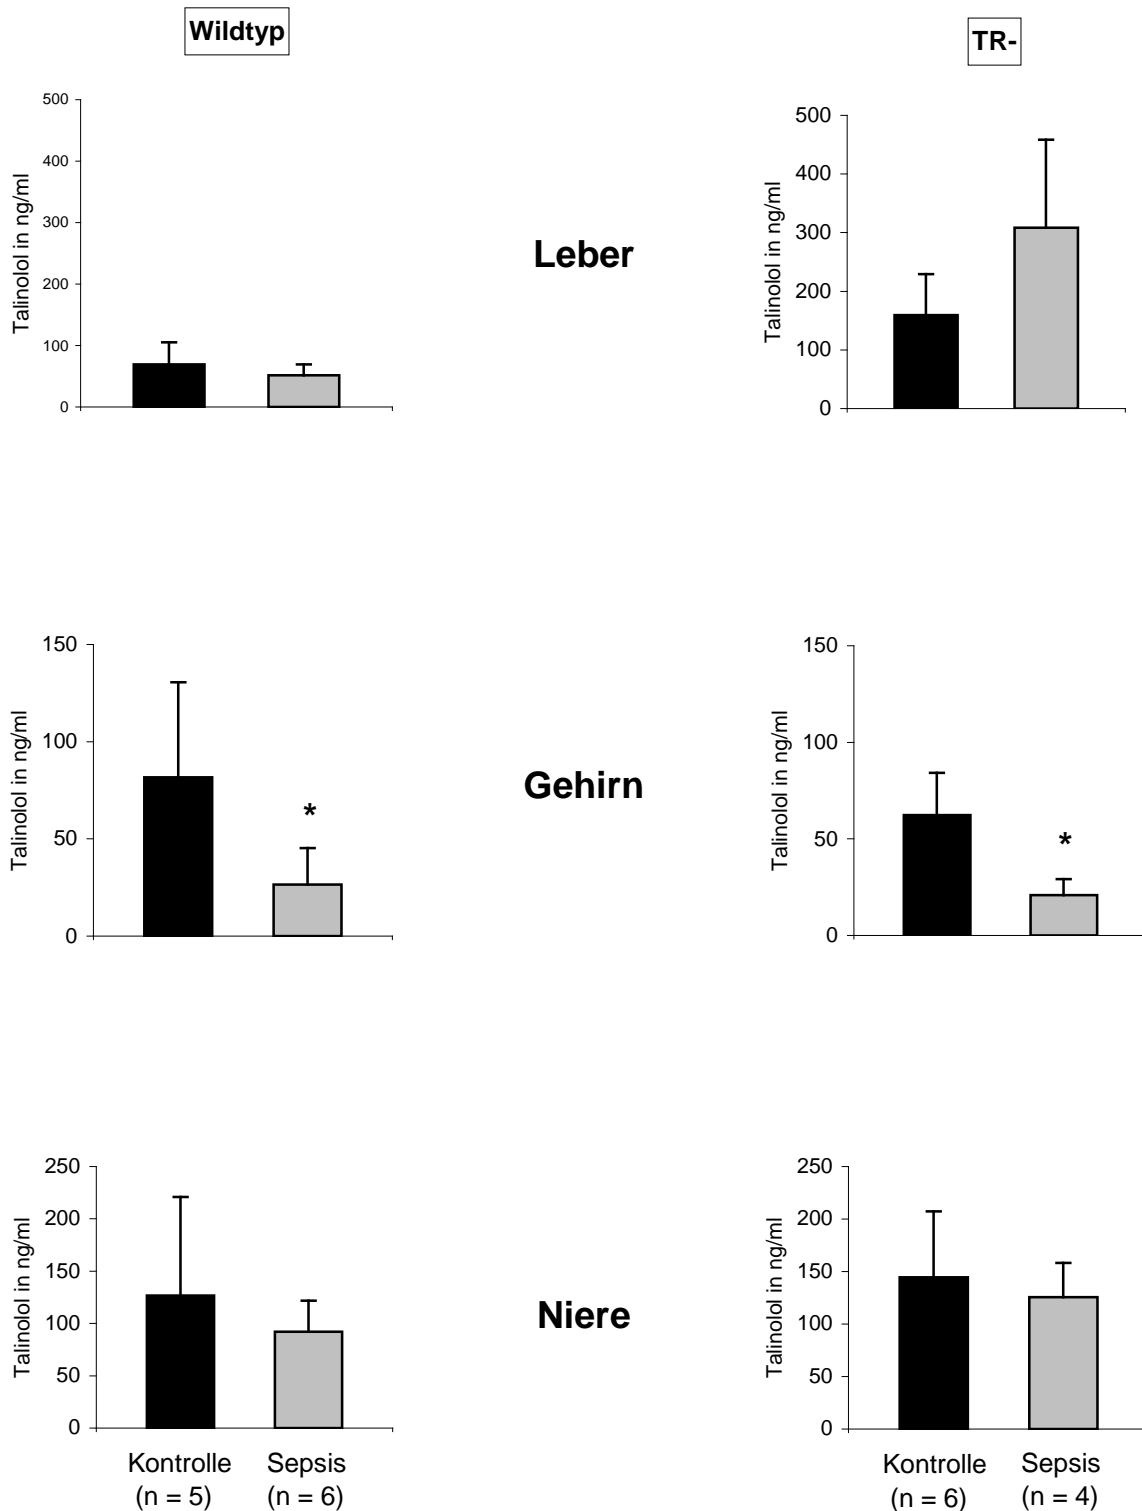 Wildtyp
TR-
500
400
300
200
100
0
Talinolol in ng/ml
Leber
500
400
300
200
100
0
Talinolol in ng/ml
150
100
50
0
Talinolol in ng/ml
*
Gehirn
150
100
50
0
Talinolol in ng/ml
*
250
200
150
100
50
0
Talinolol in ng/ml
Kontrolle
(n = 5)
Sepsis
(n = 6)
Niere
250
200
150
100
50
0
Talinolol in ng/ml
Kontrolle
(n = 6)
Sepsis
(n = 4)